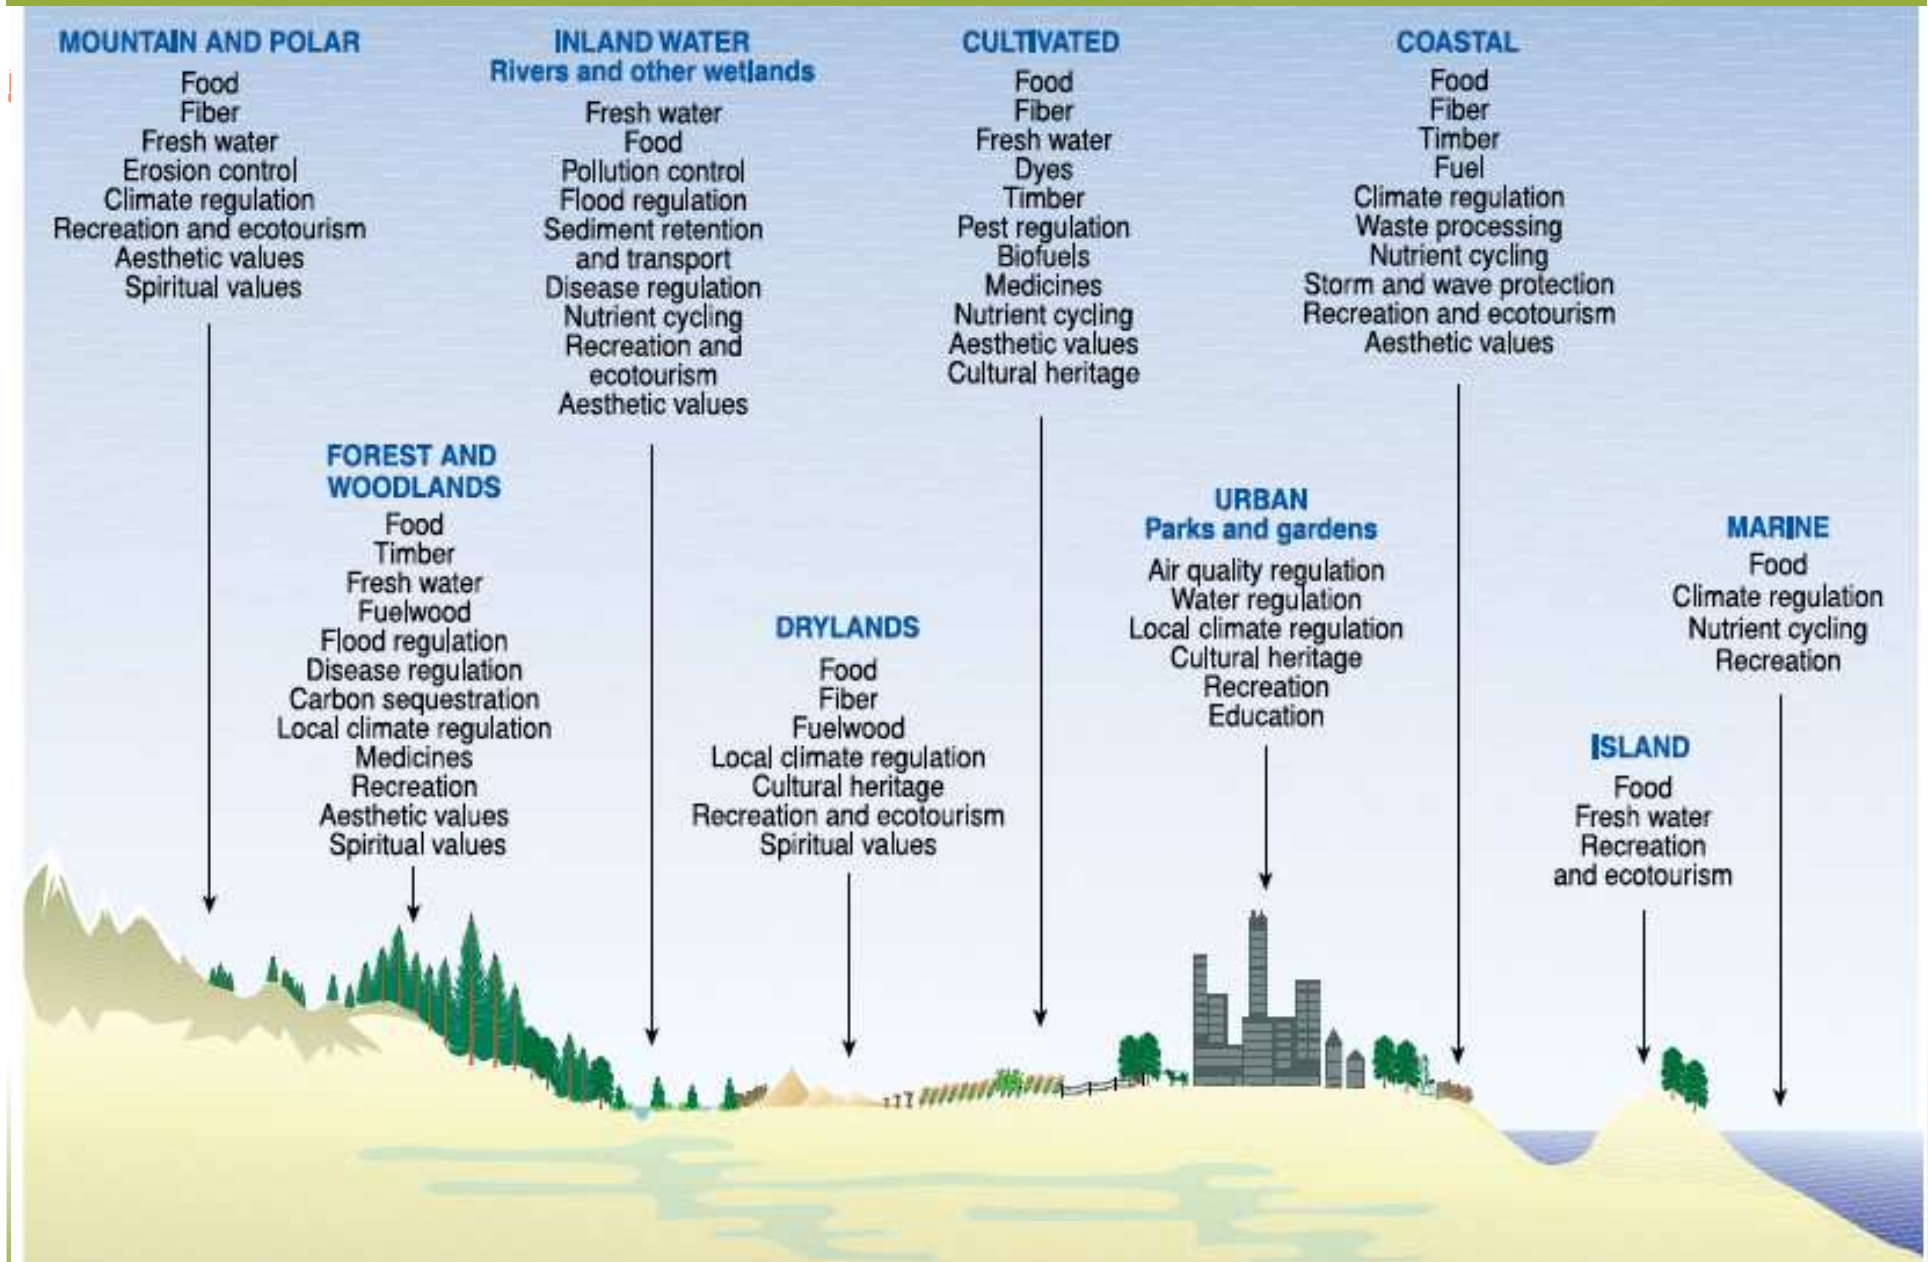 MOUNTAIN AND POLAR
Food
Fiber
Fresh water
Erosion control
Climate regulation
Recreation and ecotourism
Aesthetic values
Spiritual values
FOREST AND
WOODLANDS
Food
Timber
Fresh water
Fuelwood
Flood regulation
Disease regulation
Carbon sequestration
Local climate regulation
Medicines
Recreation
Aesthetic values
Spiritual values
INLAND WATER
Rivers and other wetlands
Fresh water
Food
Pollution control
Flood regulation
Sediment retention
and transport
Disease regulation
Nutrient cycling
Recreation and
ecotourism
Aesthetic values
DRYLANDS
Food
Fiber
Fuelwood
Local climate regulation
Cultural heritage
Recreation and ecotourism
Spiritual values
CULTIVATED
Food
Fiber
Fresh water
Dyes
Timber
Pest regulation
Biofuels
Medicines
Nutrient cycling
Aesthetic values
Cultural heritage
URBAN
Parks and gardens
Air quality regulation
Water regulation
Local climate regulation
Cultural heritage
Recreation
Education
COASTAL
Food
Fiber
Timber
Fuel
Climate regulation
Waste processing
Nutrient cycling
Storm and wave protection
Recreation and ecotourism
Aesthetic values
ISLAND
Food
Fresh water
Recreation
and ecotourism
MARINE
Food
Climate regulation
Nutrient cycling
Recreation